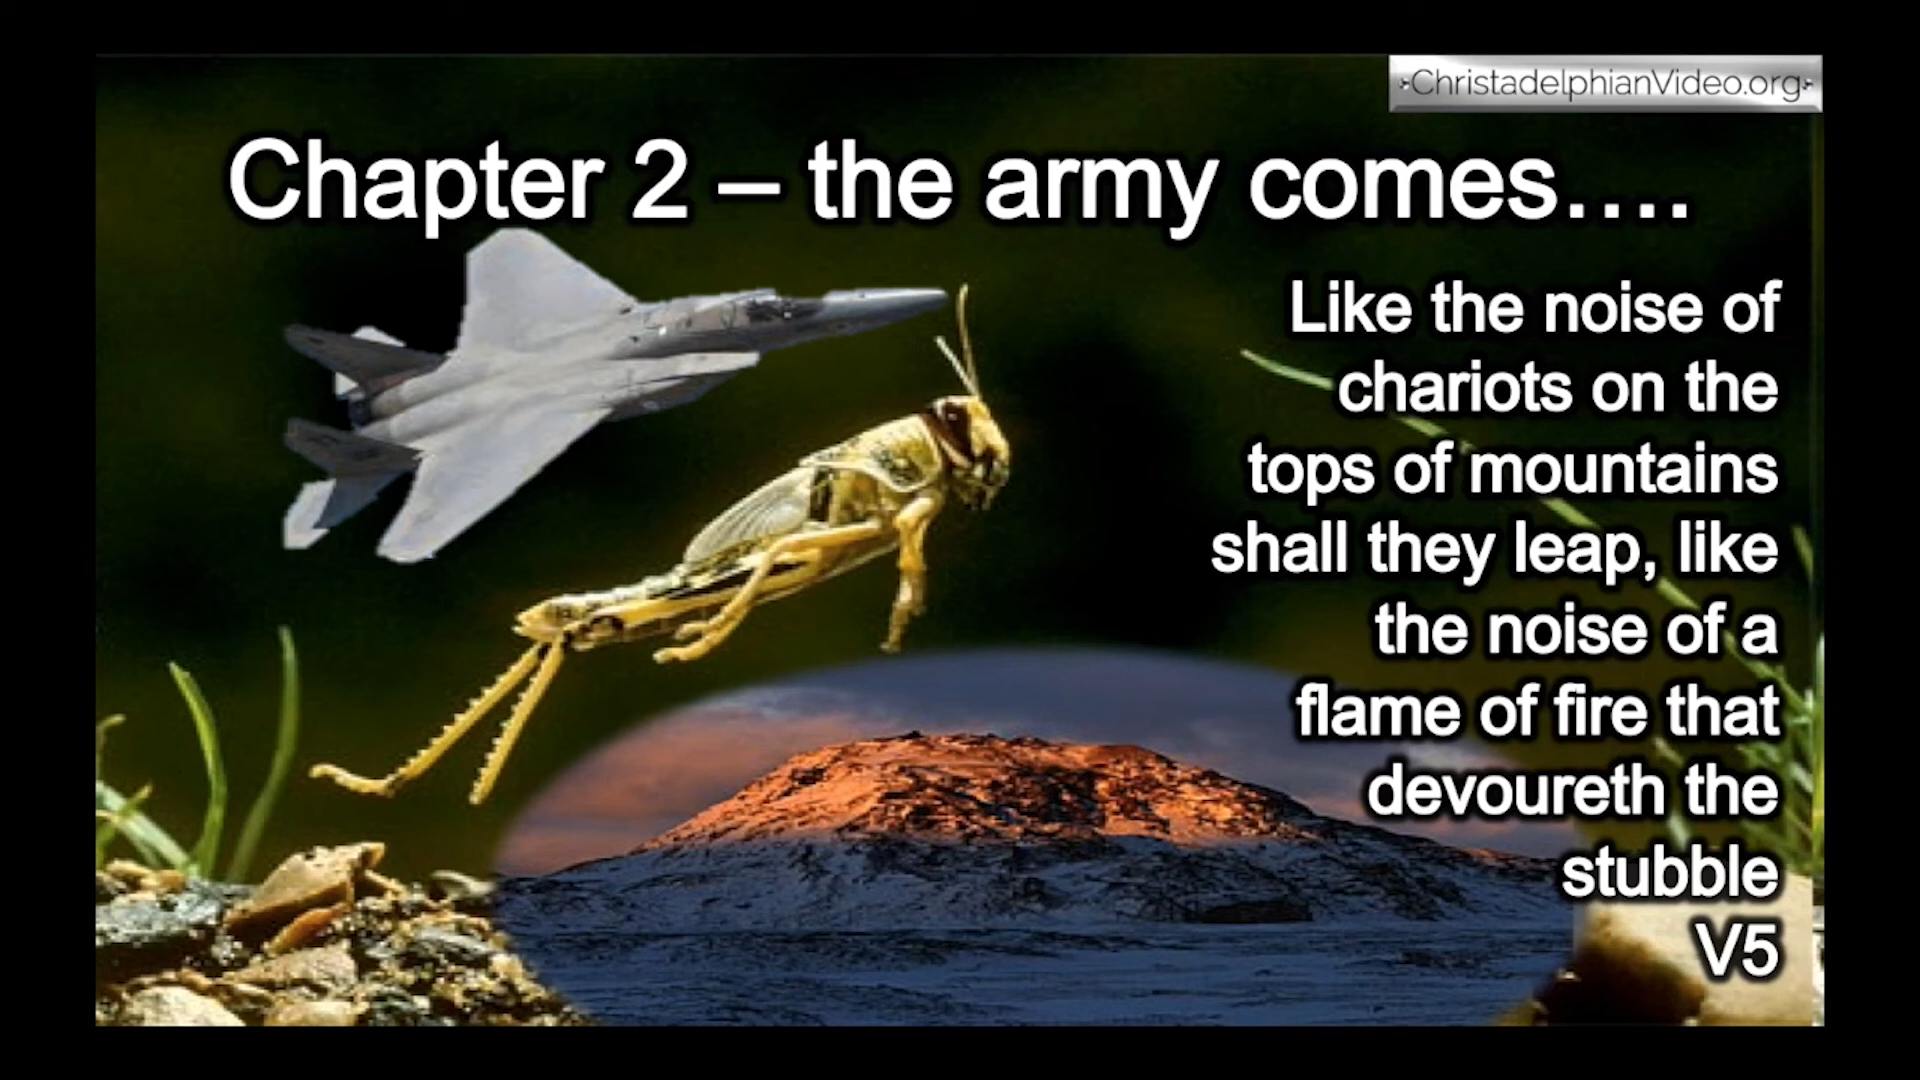 ChristadelphianVideo.org
Chapter 2 – the army comes….
Like the noise of
chariots on the
tops of mountains
shall they leap, like
the noise of a
flame of fire that
devoureth the
stubble
V5